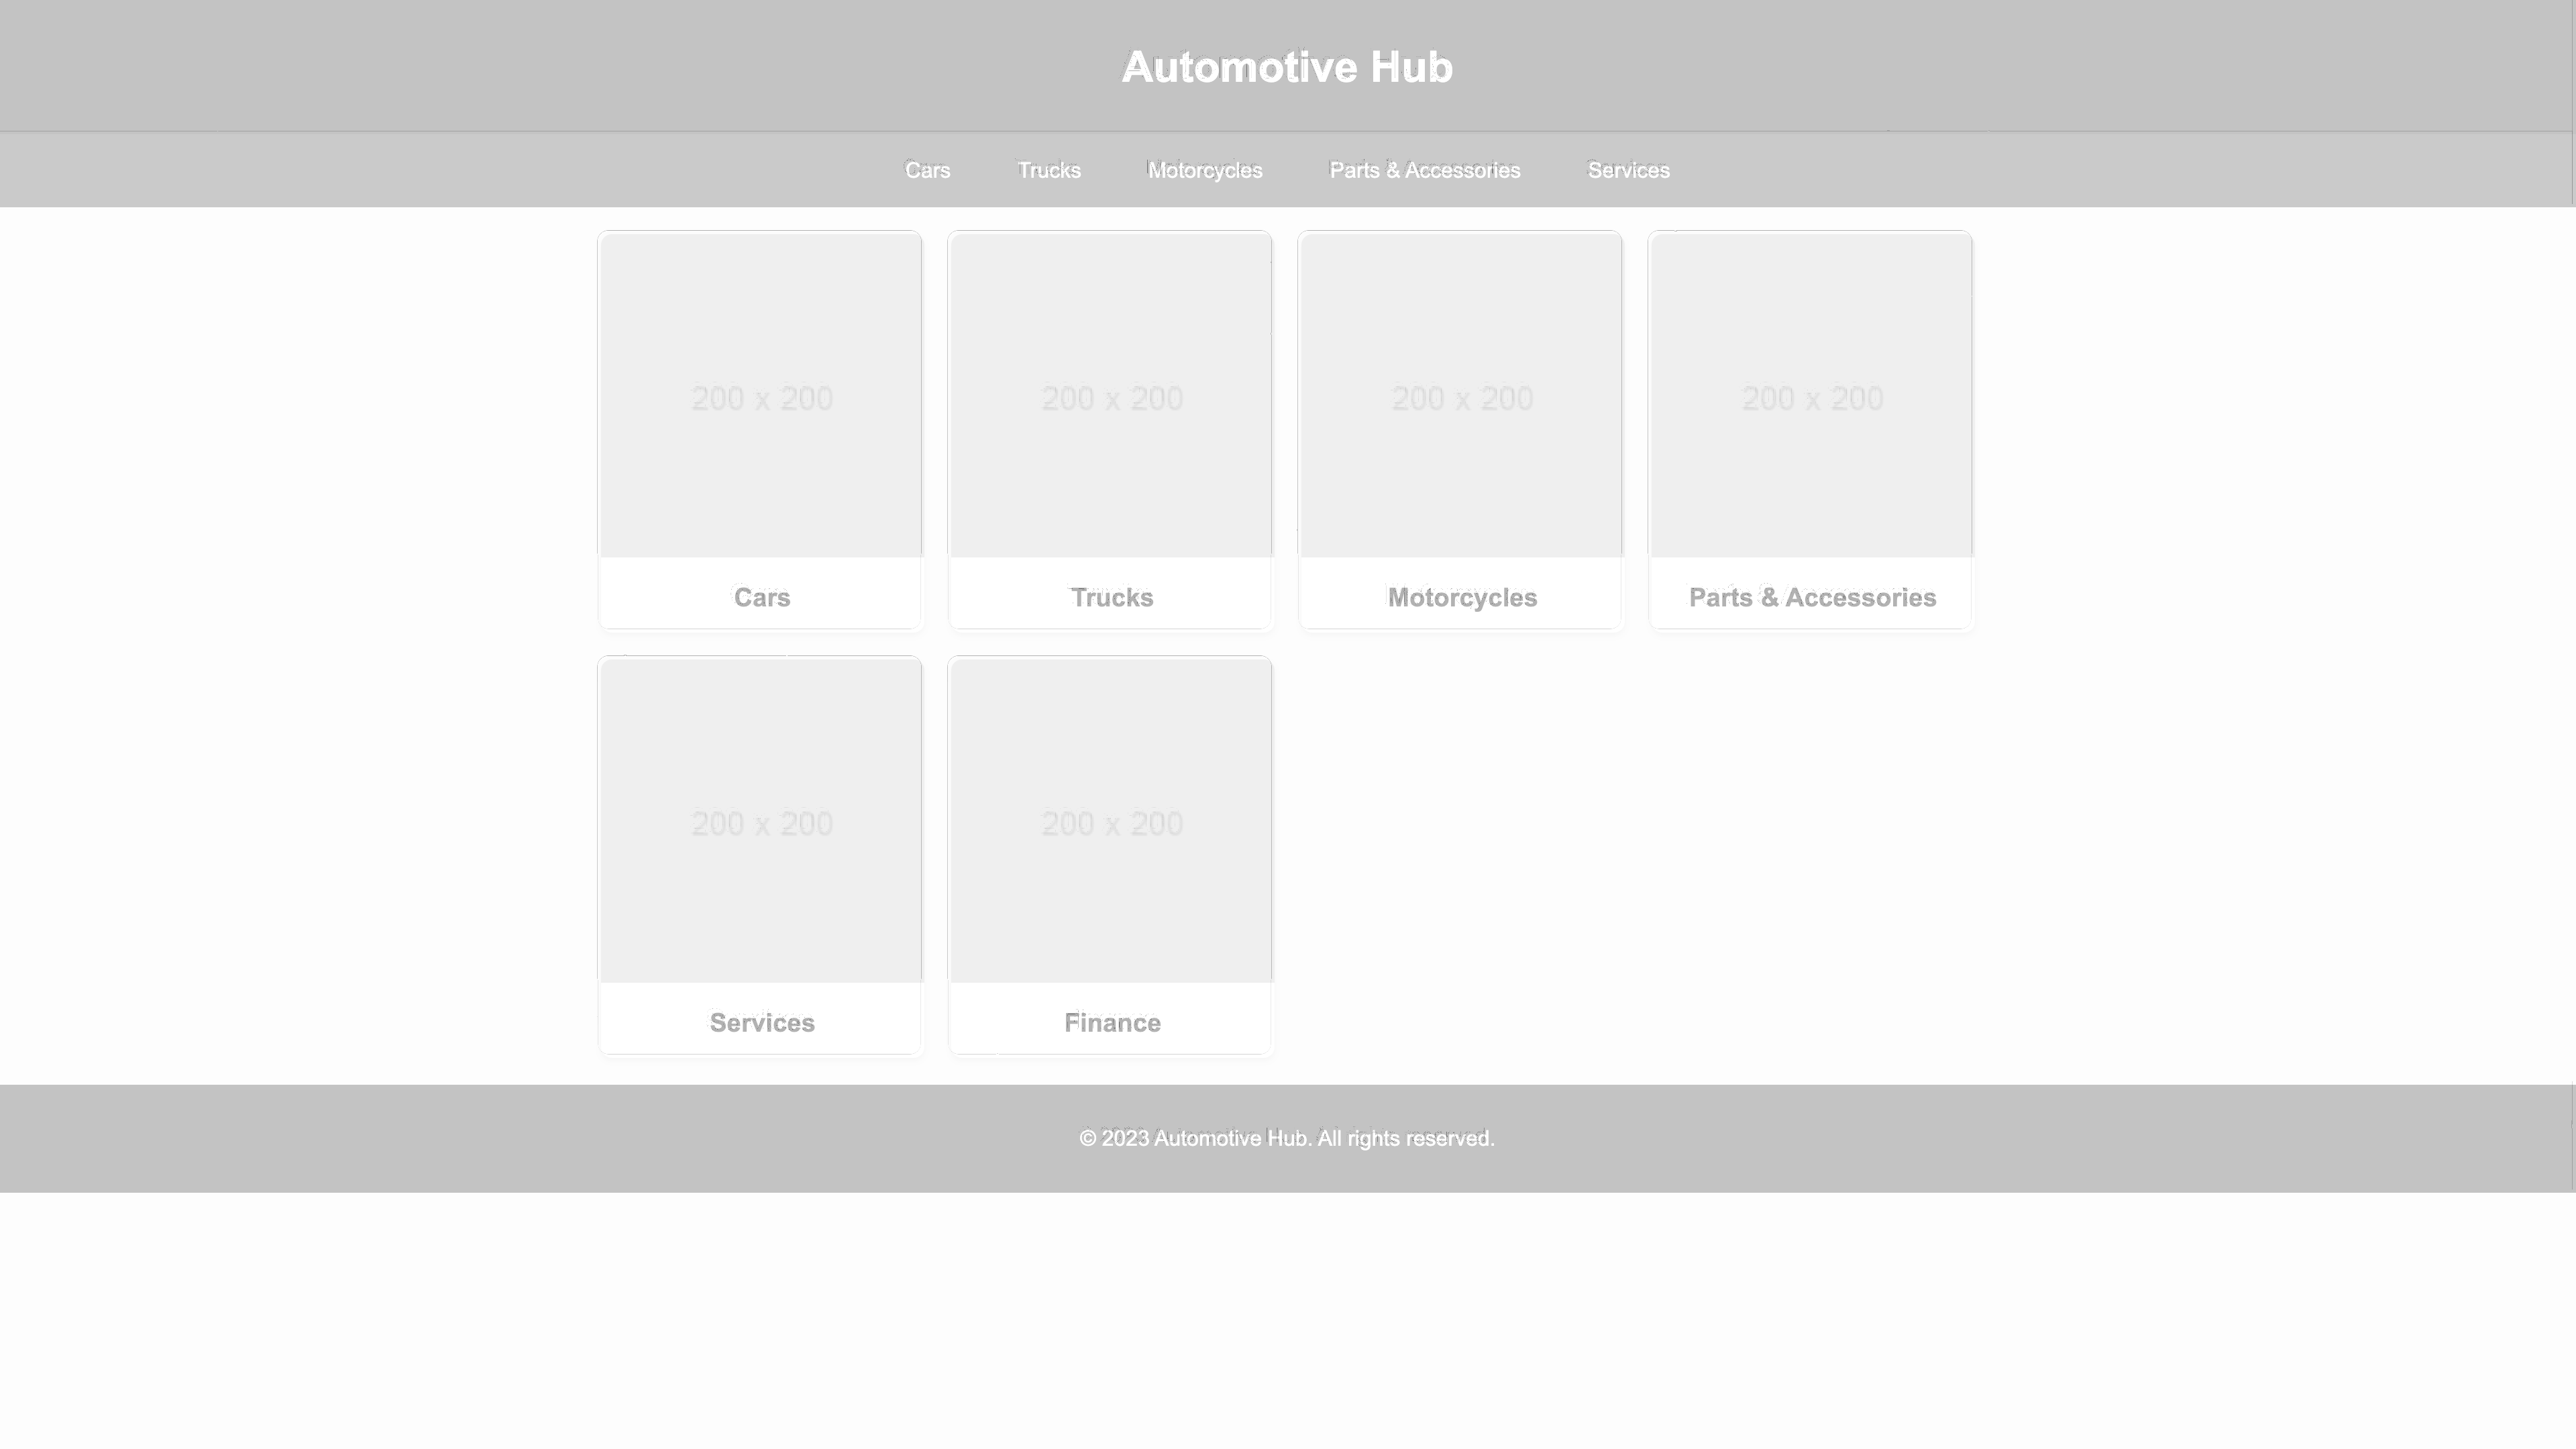 Automotive Hub
Cars Trucks Motorcycles Parts & Accessories Services
200 x 200 200 x 200 200 x 200 200 x 200
Cars Trucks Motorcycles Parts & Accessories
200 x 200 200 x 200
Services Finance
© 2023 Automotive Hub. All rights reserved.